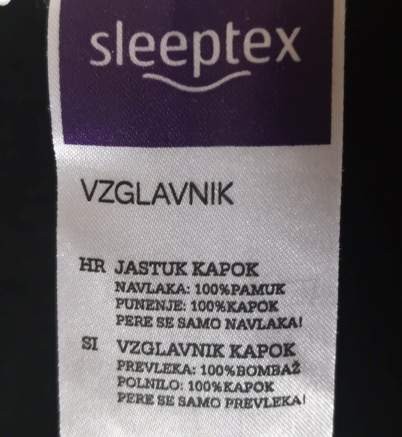 sleeptex
VZGLAVNIK
HR JASTUK KAPOK
NAVLAKA: 100%PAMUK
PUNENJE: 100%KAPOK
PERE SE SAMO NAVLAKA!
SI VZGLAVNIK KAPOK
PREVLEKA: 100%BOMBAŽ
POLNILO: 100%KAPOK
PERE SE SAMO PREVLEKA!